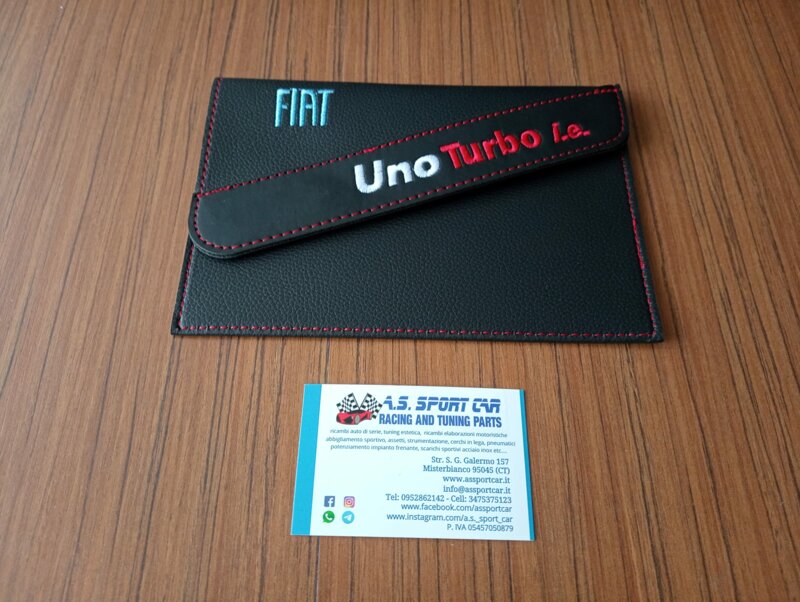 FIAT
Uno Turbo i.e.
A.S. SPORT CAR
RACING AND TUNING PARTS
ricambi auto di serie, tuning estetica, ricambi elaborazioni motoristiche
abbigliamento sportivo, assetti, strumentazione, cerchi in lega, pneumatici
potenziamento impianto frenante, scarichi sportivi acciaio inox etc....
Str. S. G. Galermo 157
Misterbianco 95045 (CT)
www.assportcar.it
info@assportcar.it
Tel: 0952862142 - Cell: 3475375123
www.facebook.com/assportcar
www.instagram.com/a.s._sport_car
P. IVA 05457050879